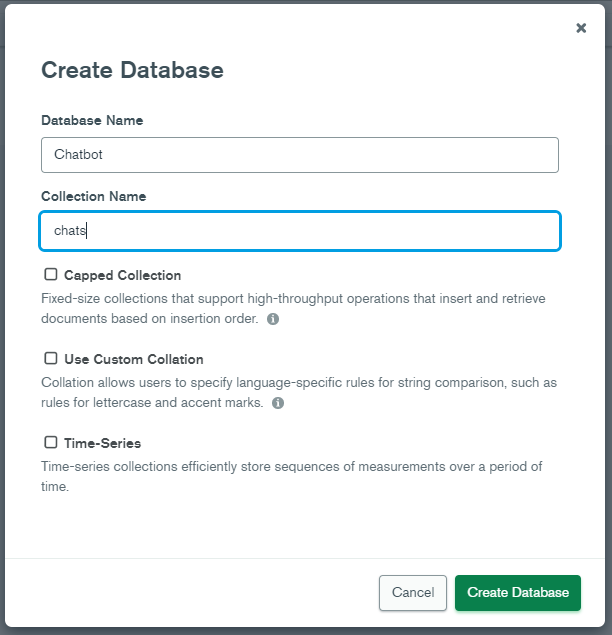 Create Database
Database Name
Chatbot
Collection Name
chats
Capped Collection
Fixed-size collections that support high-throughput operations that insert and retrieve
documents based on insertion order.
Use Custom Collation
Collation allows users to specify language-specific rules for string comparison, such as
rules for lettercase and accent marks.
Time-Series
Time-series collections efficiently store sequences of measurements over a period of
time.
Cancel
Create Database